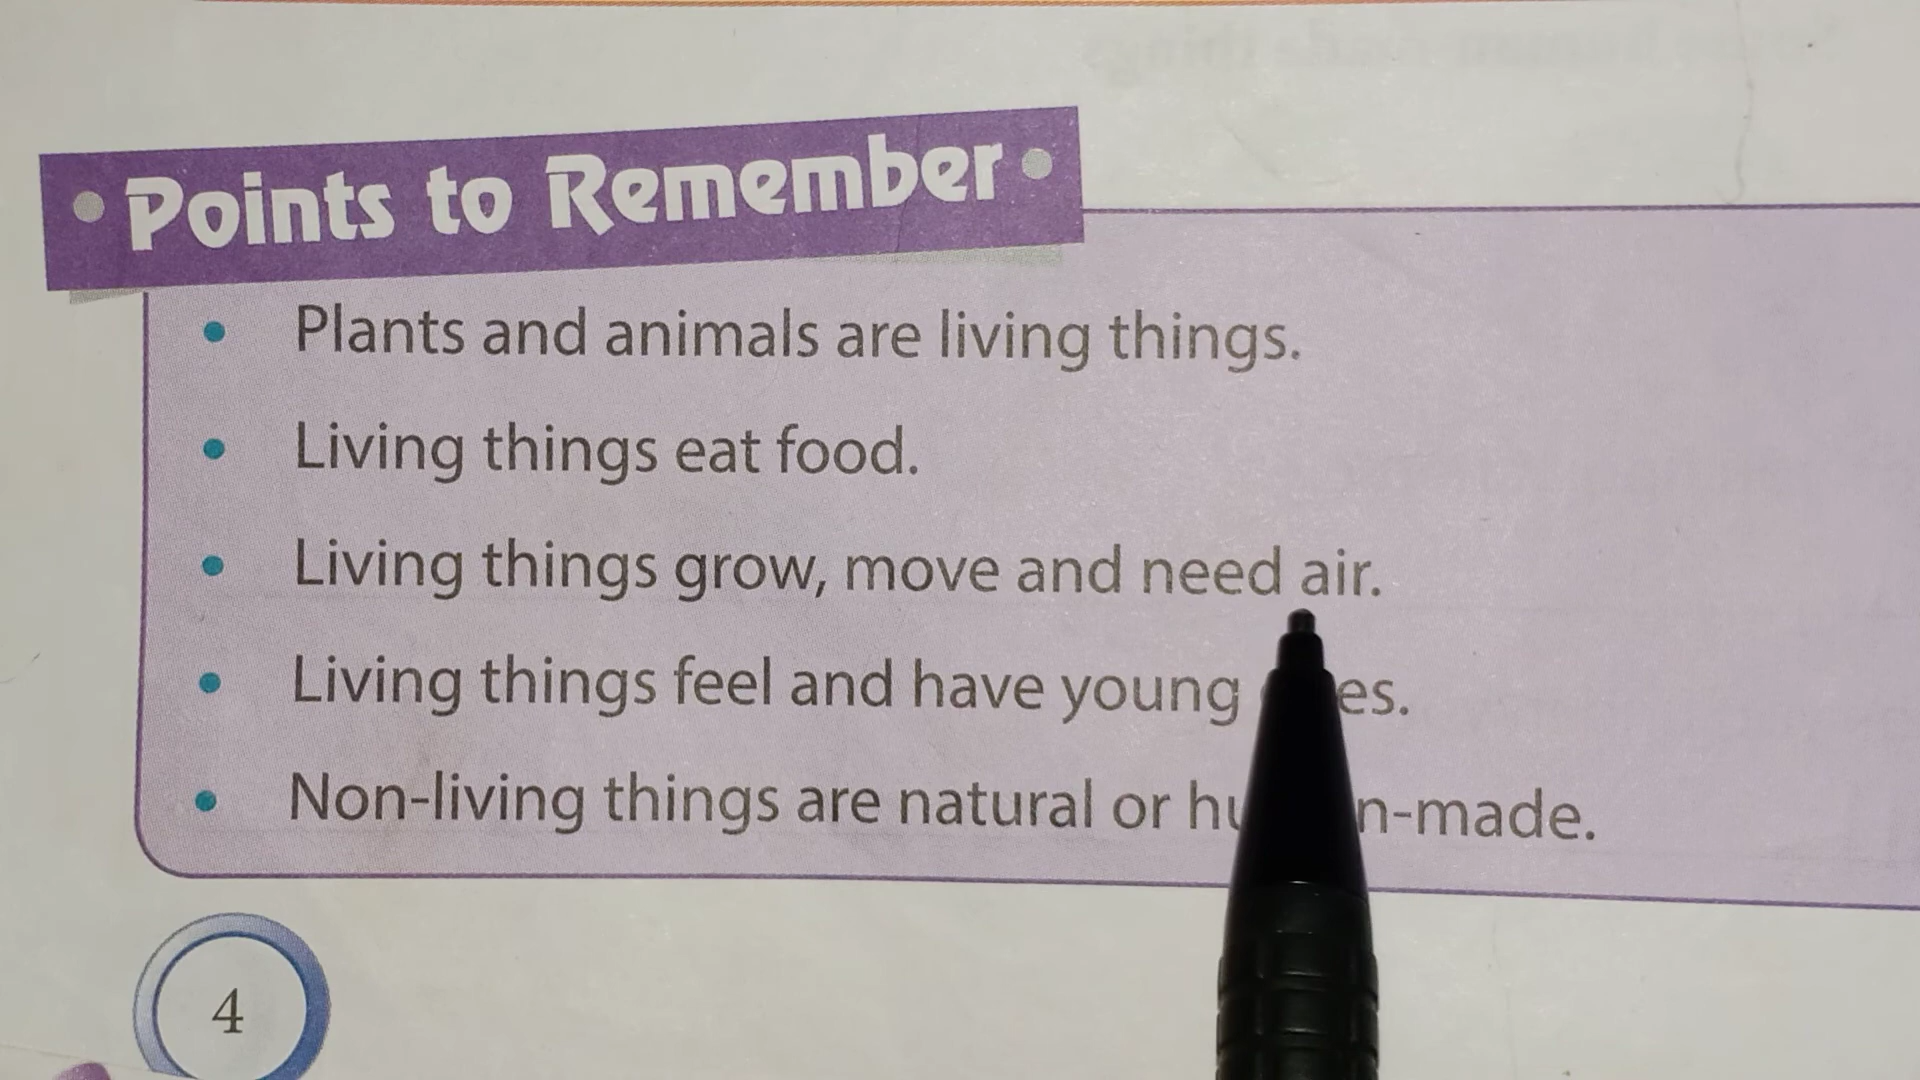 Points to Remember
• Plants and animals are living things.
• Living things eat food.
• Living things grow, move and need air.
• Living things feel and have young
• Non-living things are natural or
4